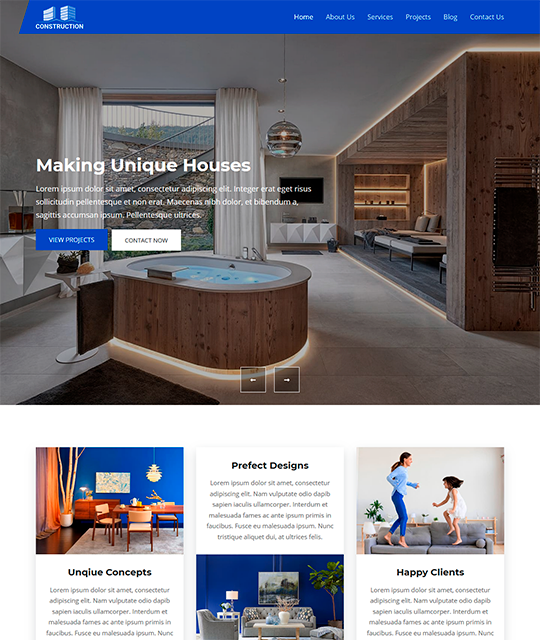 CONSTRUCTION
Home About Us Services Projects Blog Contact Us
Making Unique Houses
Lorem ipsum dolor sit amet, consectetur adipiscing elit. Integer erat eget risus
sollicitudin pellentesque et non erat. Maecenas nibh dolor, et bibendum a,
sagittis accumsan ipsum. Pellentesque ultrices.
VIEW PROJECTS CONTACT NOW
Prefect Designs
Lorem ipsum dolor sit amet, consectetur
adipiscing elit. Nam vulputate odio dapib
sapien iaculis ullamcorper. Interdum et
malesuada fames ac ante ipsum primis in
faucibus. Fusce eu malesuada ipsum. Nunc
tristique aliquet dui, at ultrices felis.
Unqiue Concepts
Lorem ipsum dolor sit amet, consectetur
adipiscing elit. Nam vulputate odio dapib
sapien iaculis ullamcorper. Interdum et
malesuada fames ac ante ipsum primis in
faucibus. Fusce eu malesuada ipsum. Nunc
Happy Clients
Lorem ipsum dolor sit amet, consectetur
adipiscing elit. Nam vulputate odio dapib
sapien iaculis ullamcorper. Interdum et
malesuada fames ac ante ipsum primis in
faucibus. Fusce eu malesuada ipsum. Nunc